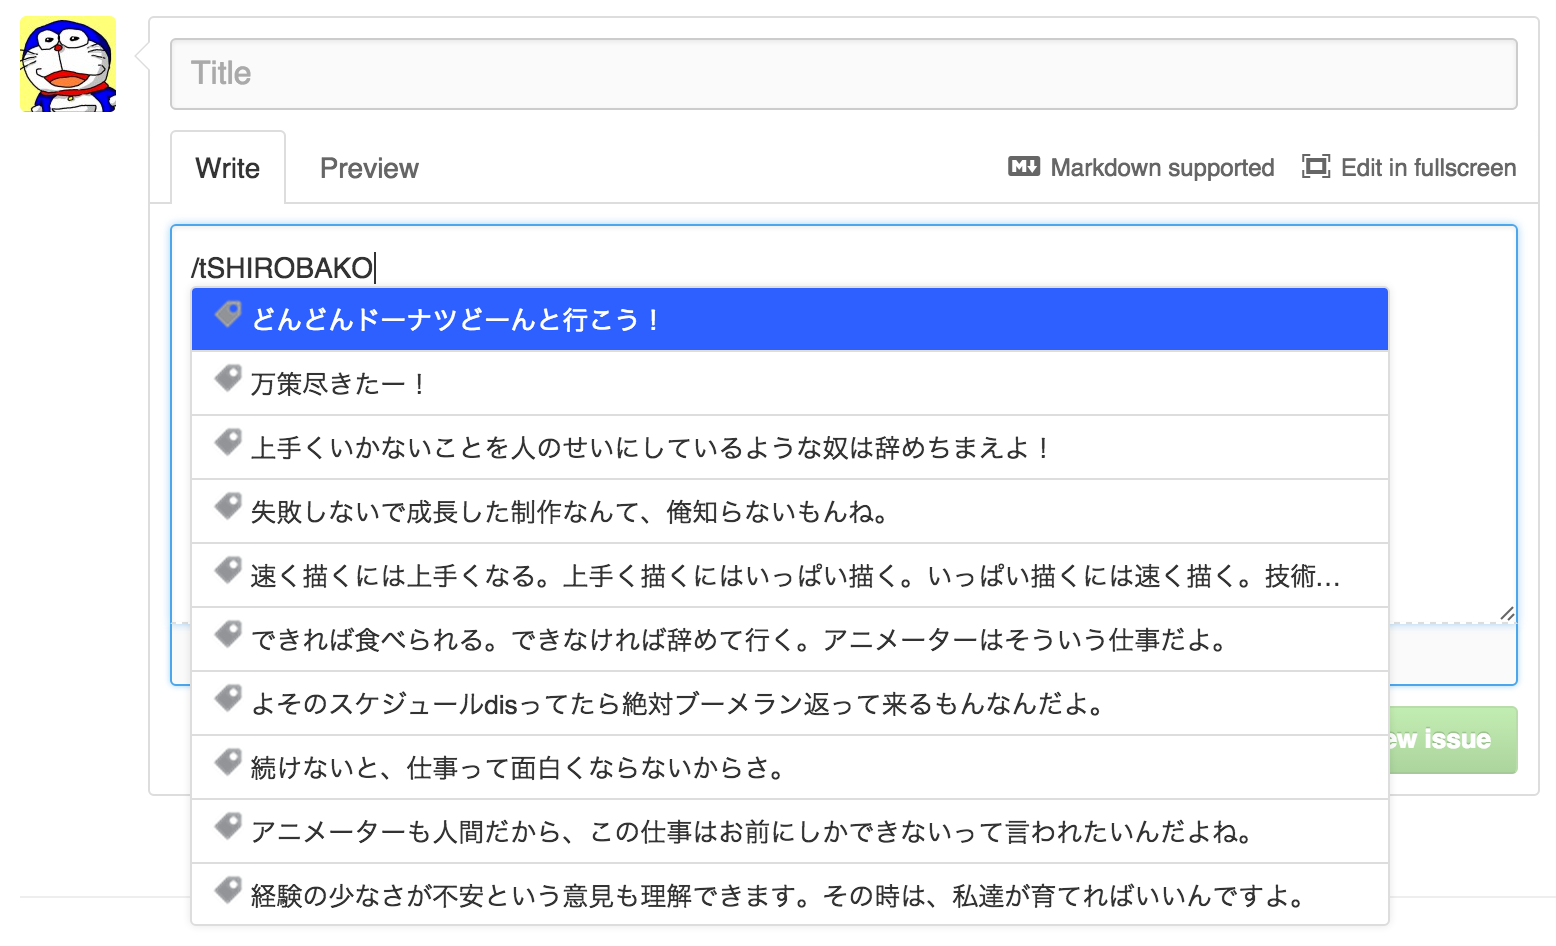 Title
Write
Preview
Markdown supported
Edit in fullscreen
/tSHIROBAKO
どんどんドーナツどーんと行こう！
万策尽きたー！
上手くいかないことを人のせいにしているような奴は辞めちまえよ！
失敗しないで成長した制作なんて、俺知らないもんね。
速く描くには上手くなる。上手く描くにはいっぱい描く。いっぱい描くには速く描く。技術…
できれば食べられる。できなければ辞めて行く。アニメーターはそういう仕事だよ。
よそのスケジュールdisってたら絶対ブーメラン返って来るもんなんだよ。
ew issue
続けないと、仕事って面白くならないからさ。
アニメーターも人間だから、この仕事はお前にしかできないって言われたいんだよね。
経験の少なさが不安という意見も理解できます。その時は、私達が育てればいいんですよ。